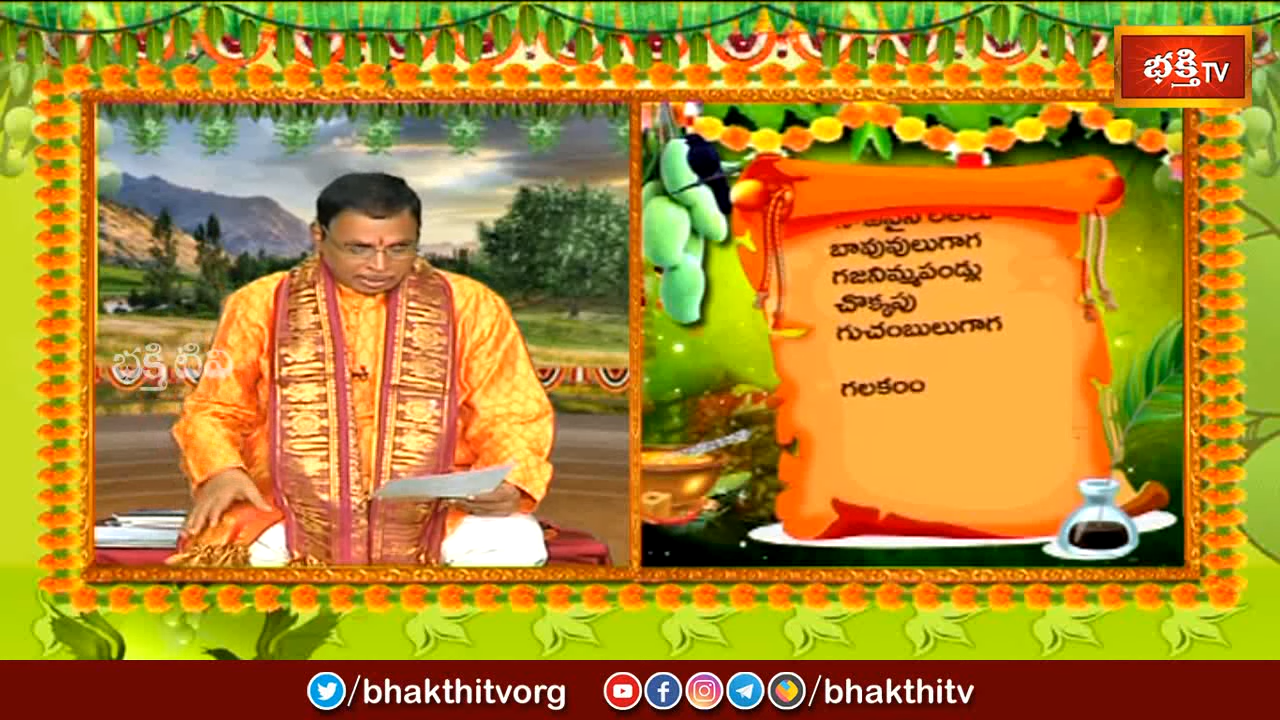 భక్తి TV
భక్తి టీవి
బావువులుగాగ
గజనిమ్మపండ్లు
చొక్కపు
గుచంబులుగాగ
గలకంఠ
/bhakthitvorg
/bhakthitv